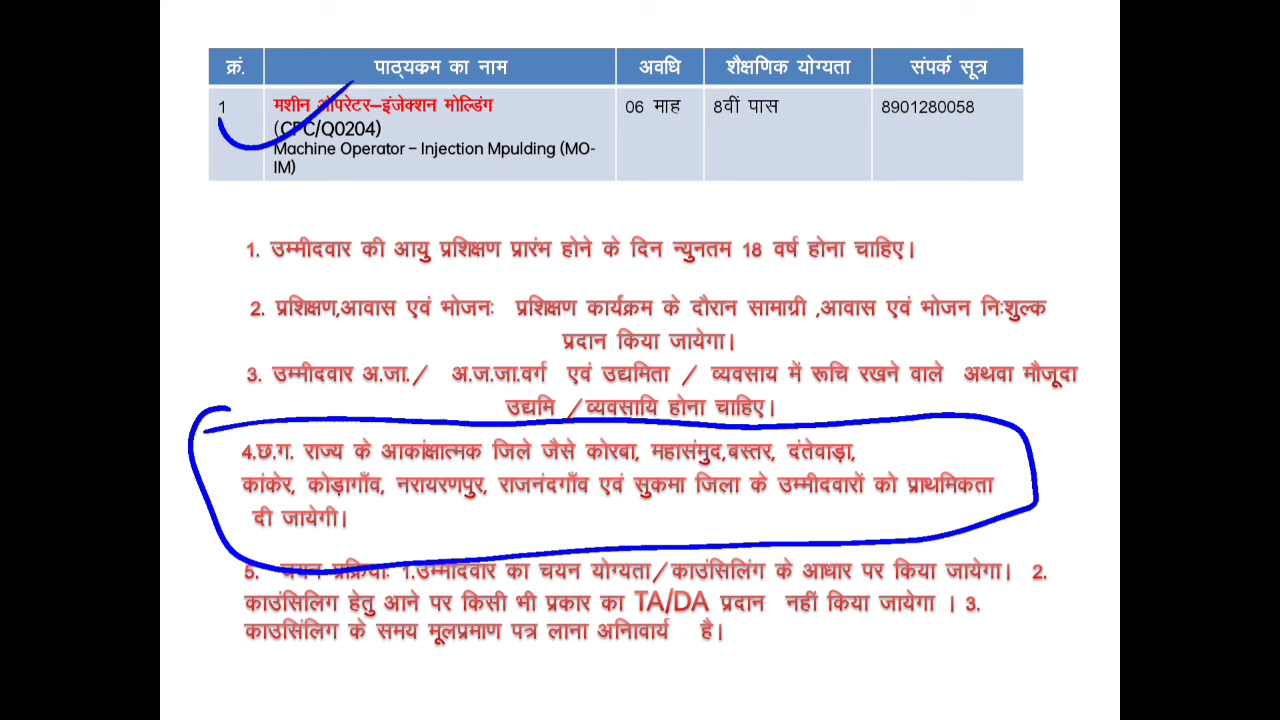 क्रं. पाठ्यकम का नाम अवधि शैक्षणिक योग्यता संपर्क सूत्र
1 मशीन ऑपरेटर–इंजेक्शन मोल्डिंग 06 माह 8वीं पास 8901280058
(CPC/Q0204)
Machine Operator – Injection Mpulding (MO-
IM)
1. उम्मीदवार की आयु प्रशिक्षण प्रारंभ होने के दिन न्युनतम 18 वर्ष होना चाहिए।
2. प्रशिक्षण,आवास एवं भोजनः प्रशिक्षण कार्यक्रम के दौरान सामाग्री ,आवास एवं भोजन निःशुल्क
प्रदान किया जायेगा।
3. उम्मीदवार अ.जा./ अ.ज.जा.वर्ग एवं उद्यमिता / व्यवसाय में रूचि रखने वाले अथवा मौजूदा
उद्यमि /व्यवसायि होना चाहिए।
4.छ.ग. राज्य के आकांक्षात्मक जिले जैसे कोरबा, महासंमुद,बस्तर, दंतेवाड़ा,
कांकेर, कोड़ागाँव, नरायरणपुर, राजनंदगाँव एवं सुकमा जिला के उम्मीदवारों को प्राथमिकता
दी जायेगी।
5. चयन प्रक्रियाः 1.उम्मीदवार का चयन योग्यता/काउंसिलिंग के आधार पर किया जायेगा। 2.
काउंसिलिग हेतु आने पर किसी भी प्रकार का TA/DA प्रदान नहीं किया जायेगा । 3.
काउसिंलिग के समय मूलप्रमाण पत्र लाना अनिावार्य है।